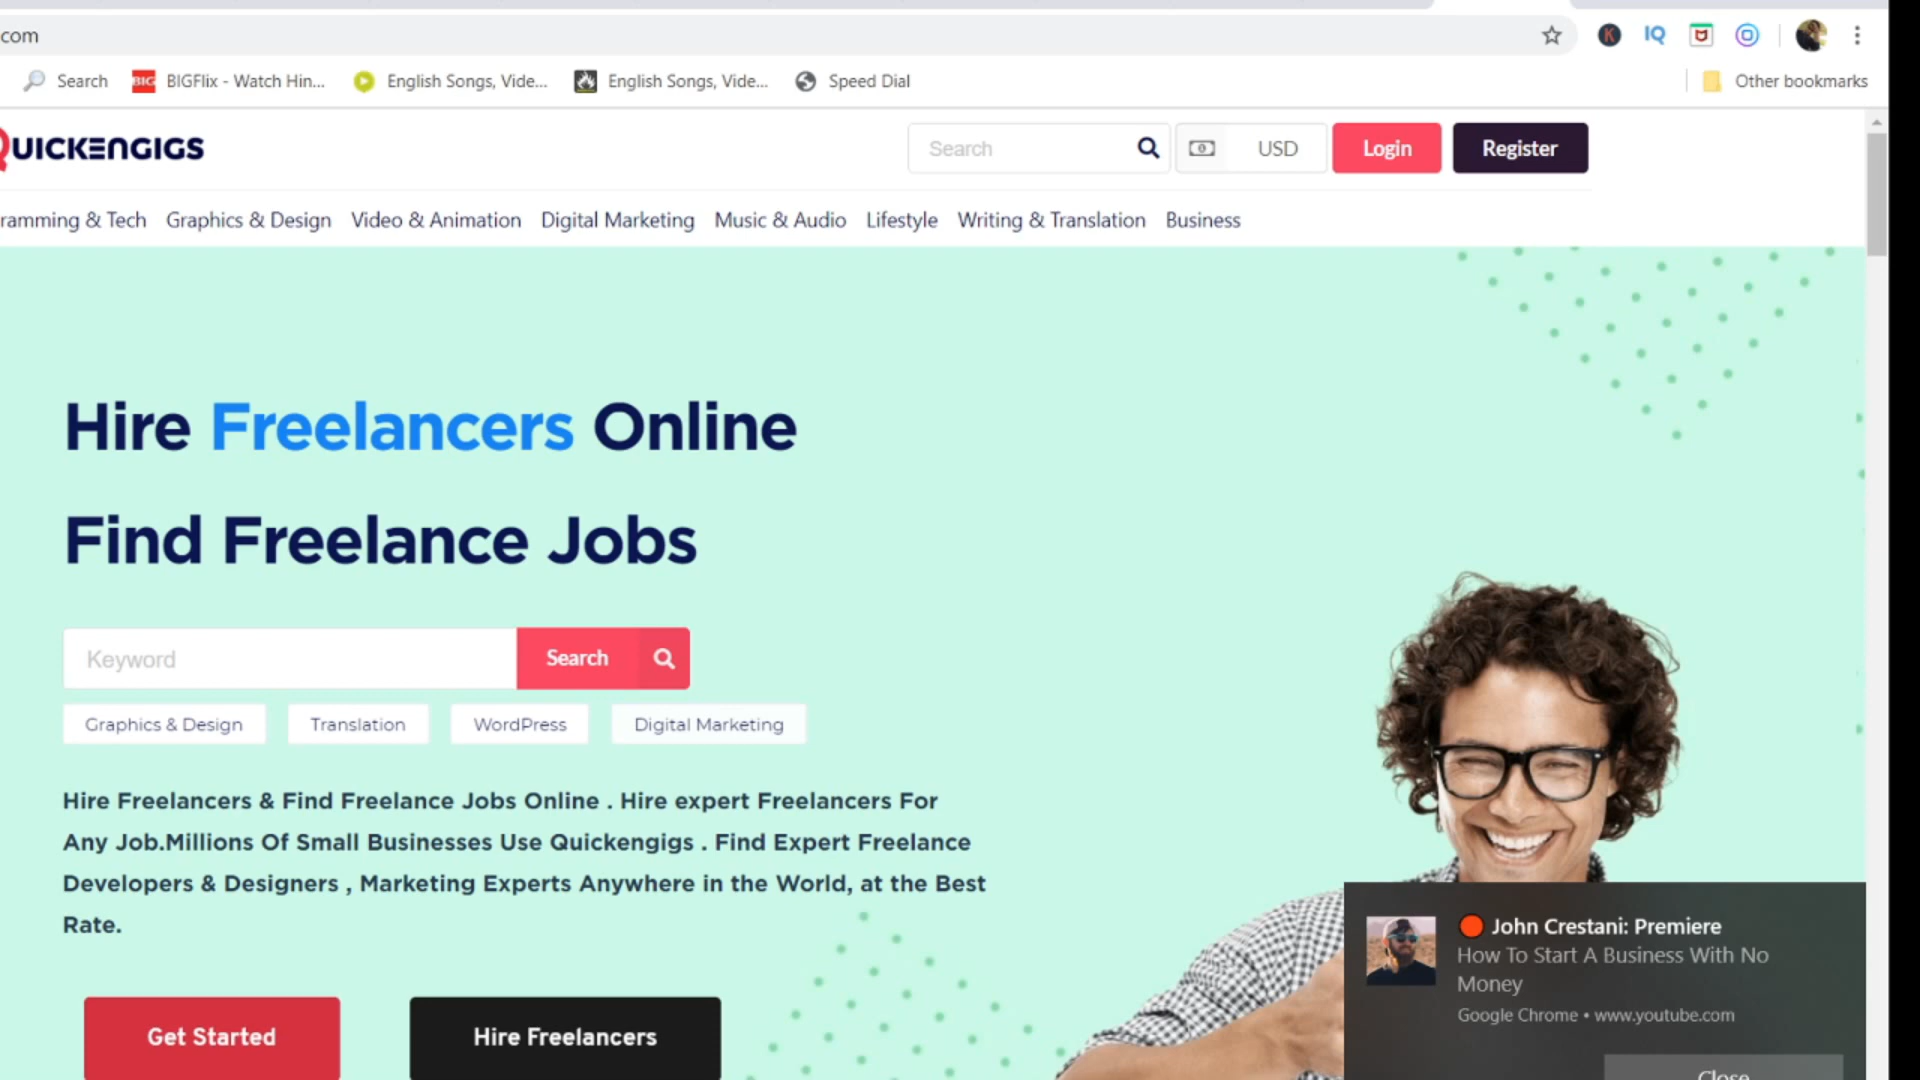 com
Search BIGFlix - Watch Hin... English Songs, Vide... English Songs, Vide... Speed Dial Other bookmarks
QUICKENGIGS Search USD Login Register
ramming & Tech Graphics & Design Video & Animation Digital Marketing Music & Audio Lifestyle Writing & Translation Business
Hire Freelancers Online
Find Freelance Jobs
Keyword Search
Graphics & Design Translation WordPress Digital Marketing
Hire Freelancers & Find Freelance Jobs Online . Hire expert Freelancers For
Any Job.Millions Of Small Businesses Use Quickengigs . Find Expert Freelance
Developers & Designers , Marketing Experts Anywhere in the World, at the Best
Rate.
Get Started Hire Freelancers
John Crestani: Premiere
How To Start A Business With No
Money
Google Chrome • www.youtube.com
Close